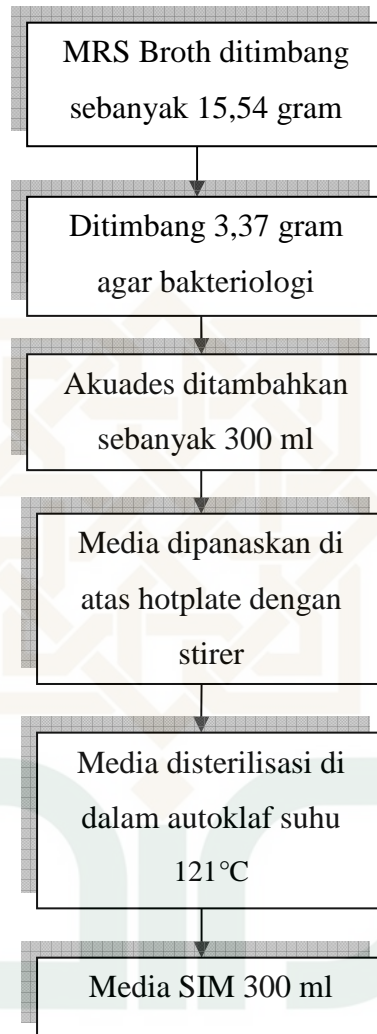 MRS Broth ditimbang
sebanyak 15,54 gram
Ditimbang 3,37 gram
agar bakteriologi
Akuades ditambahkan
sebanyak 300 ml
Media dipanaskan di
atas hotplate dengan
stirer
Media disterilisasi di
dalam autoklaf suhu
121℃
Media SIM 300 ml